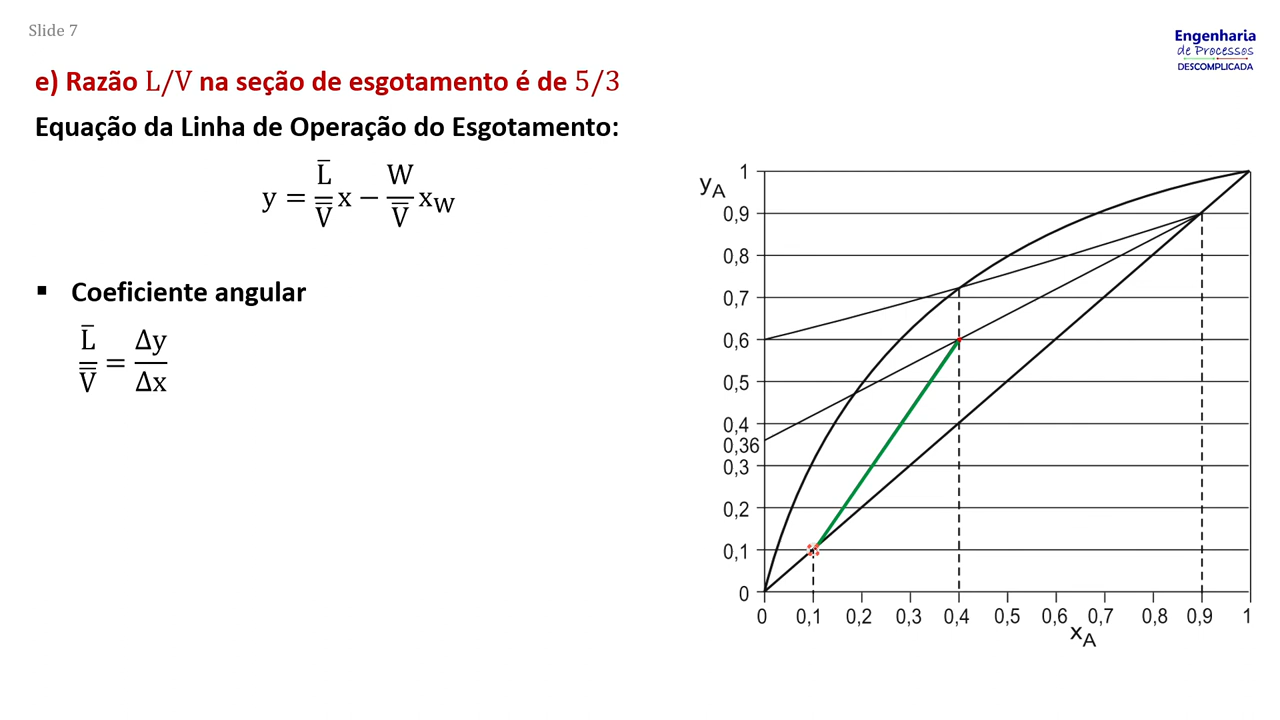 Slide 7
Engenharia
de Processos
DESCOMPLICADA
e) Razão L/V na seção de esgotamento é de 5/3
Equação da Linha de Operação do Esgotamento:
y = L̄/V̿ x − W/V̿ x_W
▪ Coeficiente angular
L̄/V̿ = Δy/Δx
y_A
1
0,9
0,8
0,7
0,6
0,5
0,4
0,36
0,3
0,2
0,1
0
0 0,1 0,2 0,3 0,4 0,5 0,6 0,7 0,8 0,9 1
x_A